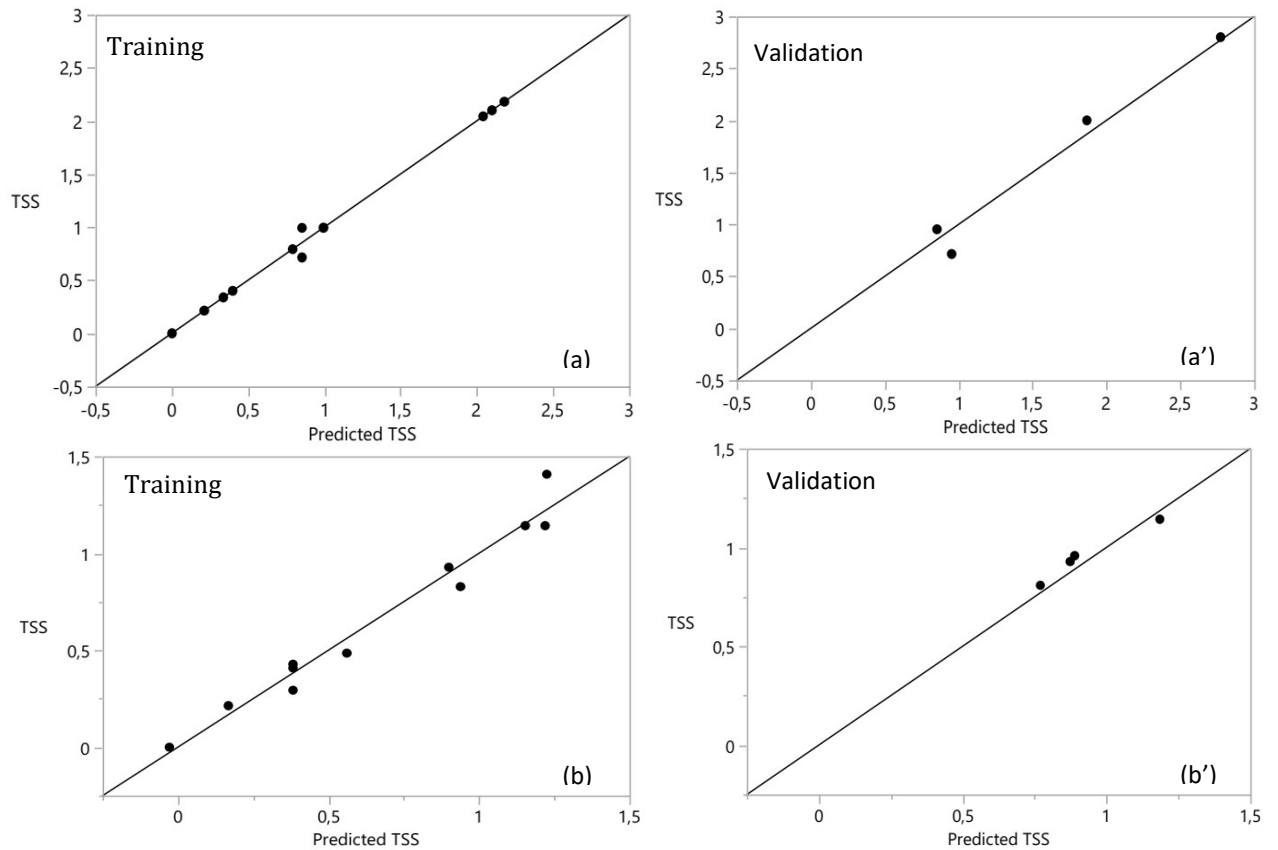 3
2,5
2
1,5
1
0,5
0
-0,5
TSS
Training
(a)
-0,5 0 0,5 1 1,5 2 2,5 3
Predicted TSS
3
2,5
2
1,5
1
0,5
0
-0,5
TSS
Validation
(a’)
-0,5 0 0,5 1 1,5 2 2,5 3
Predicted TSS
1,5
1
0,5
0
TSS
Training
(b)
0 0,5 1 1,5
Predicted TSS
1,5
1
0,5
0
TSS
Validation
(b’)
0 0,5 1 1,5
Predicted TSS